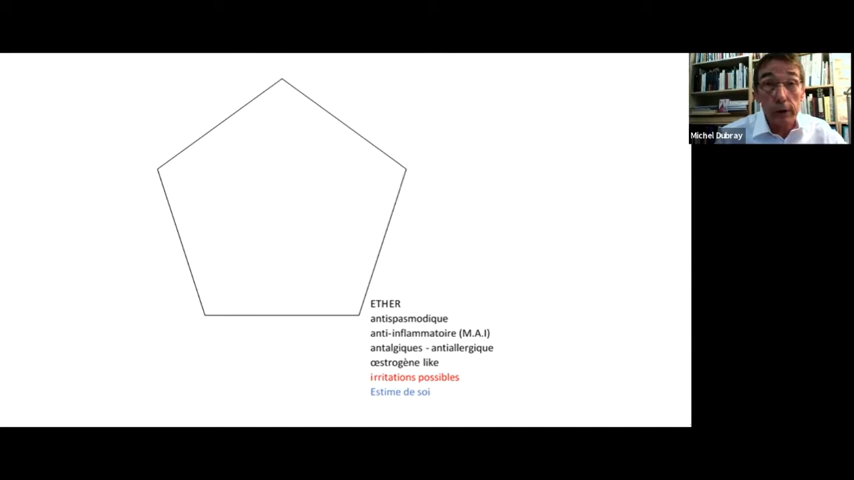 Michel Dubray
ETHER
antispasmodique
anti-inflammatoire (M.A.I)
antalgiques - antiallergique
œstrogène like
irritations possibles
Estime de soi